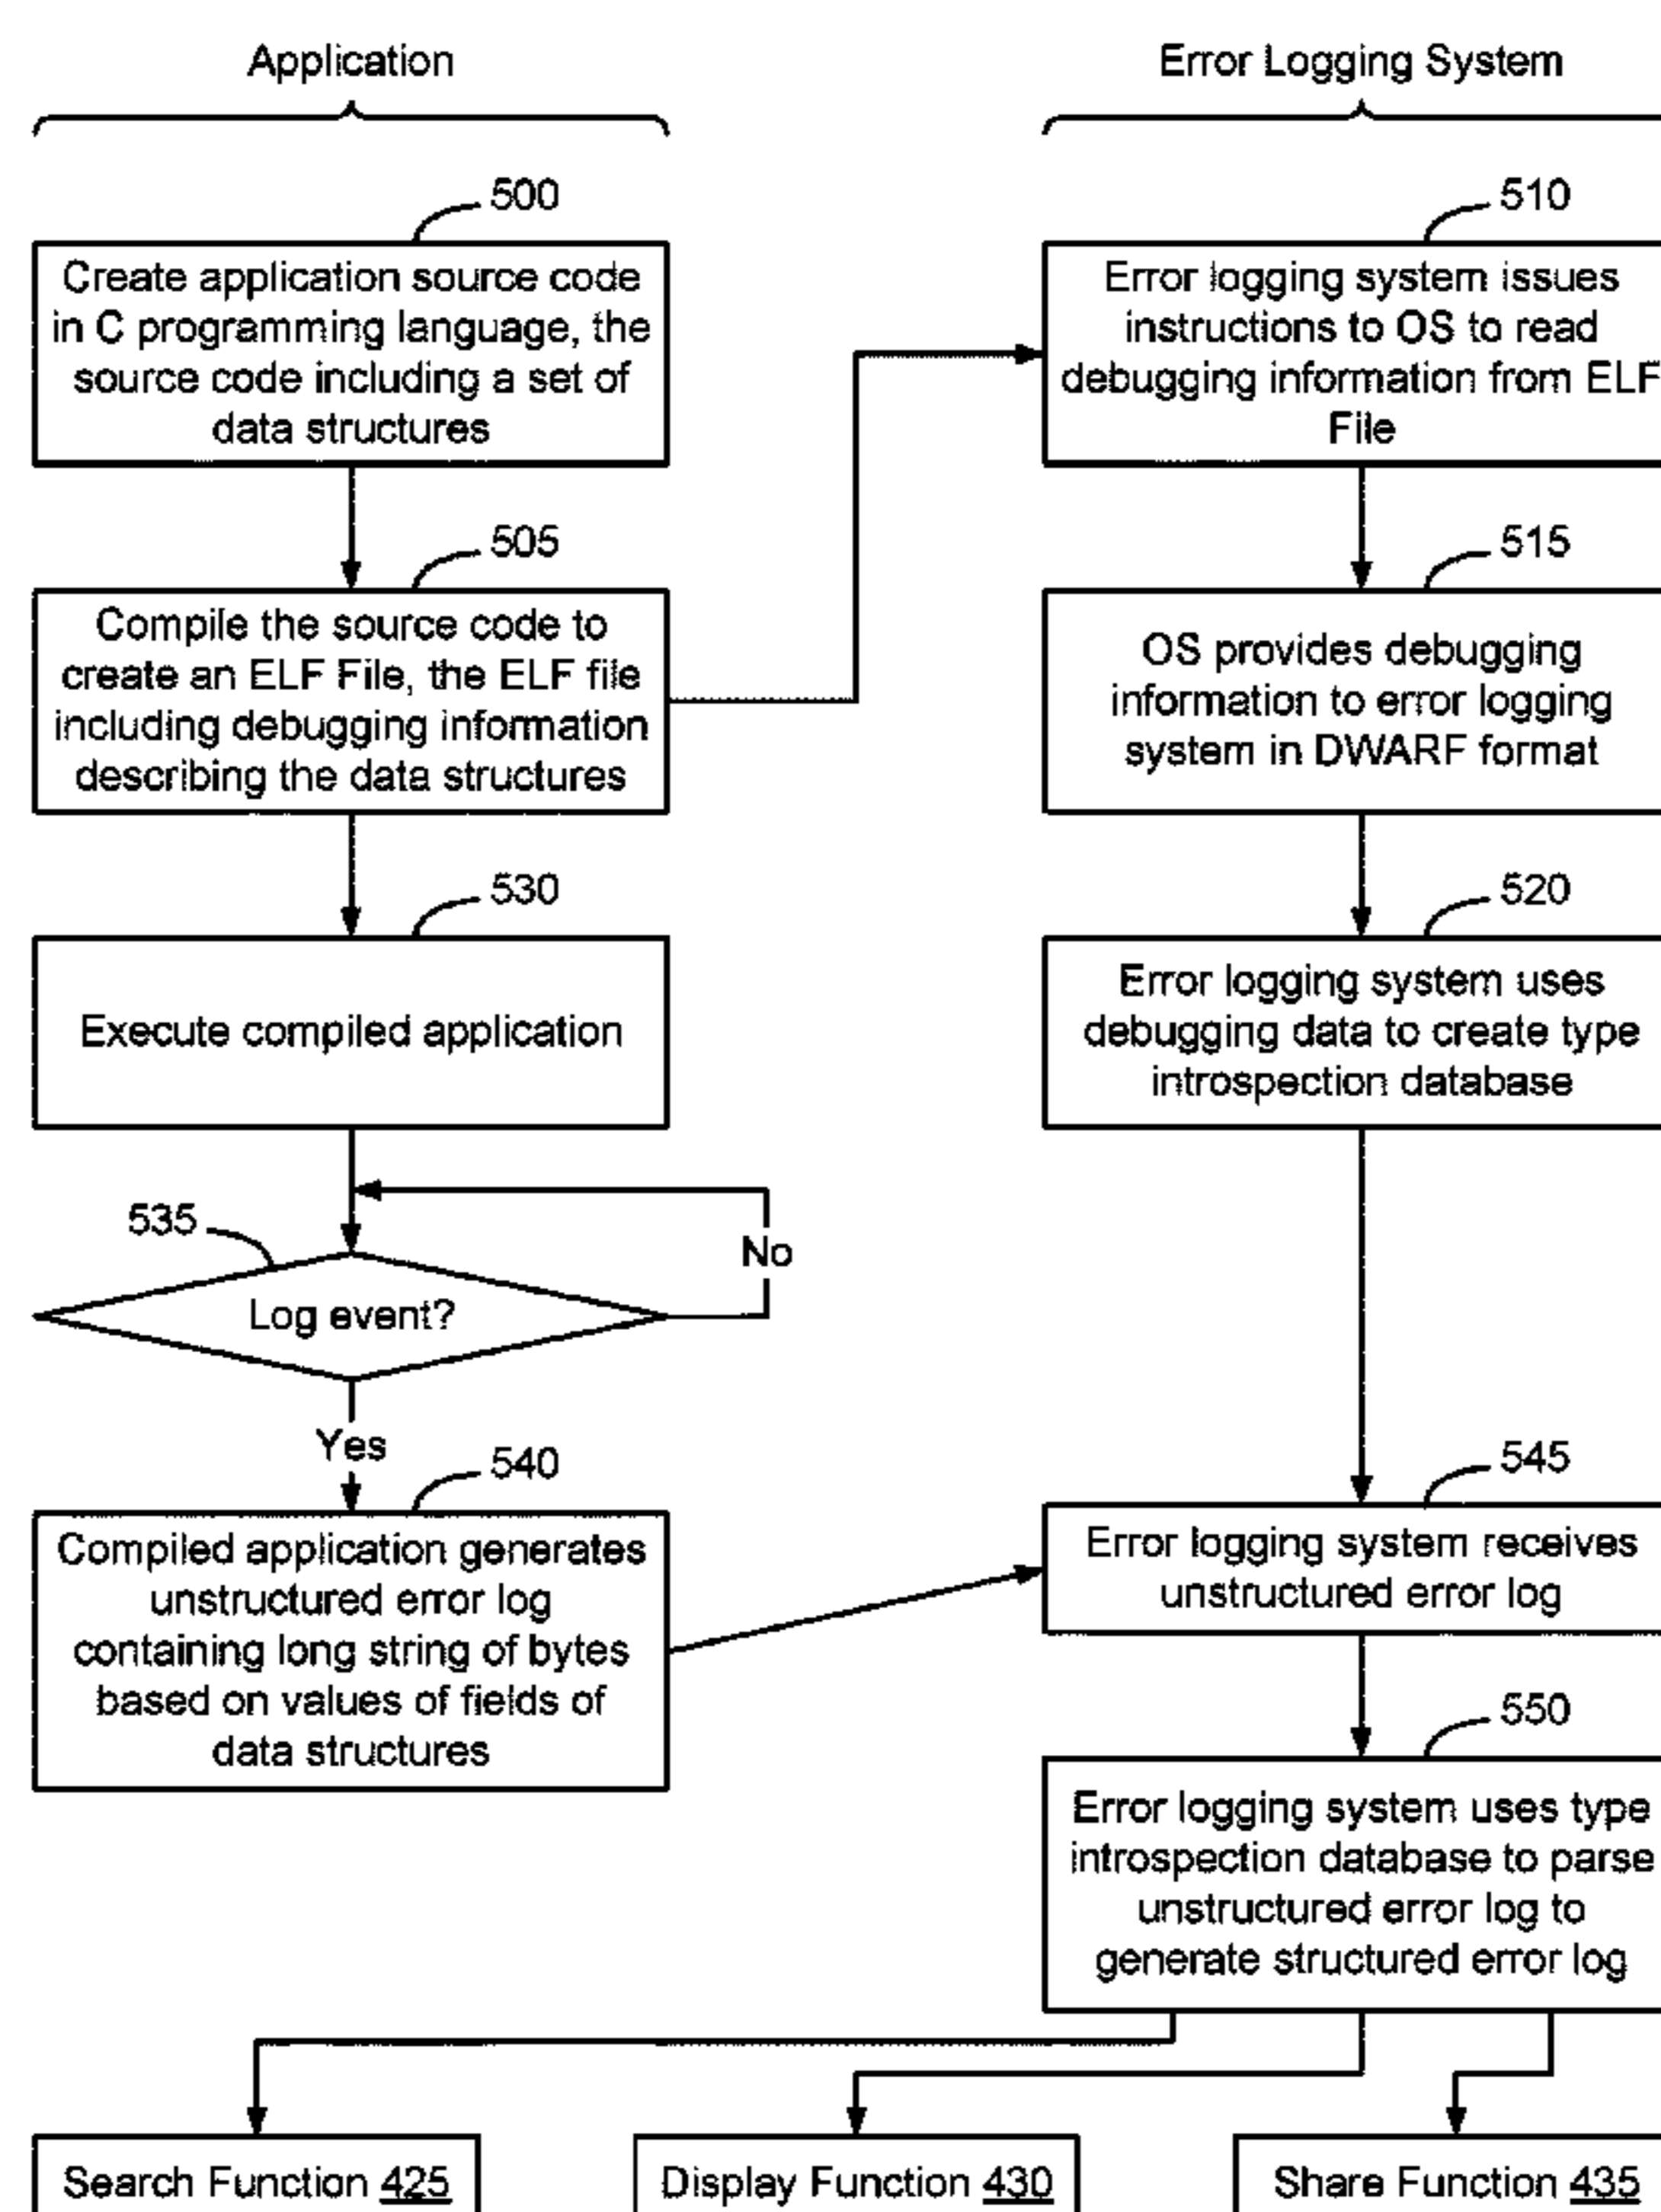 Application
Error Logging System
500
Create application source code
in C programming language, the
source code including a set of
data structures
510
Error logging system issues
instructions to OS to read
debugging information from ELF
File
505
Compile the source code to
create an ELF File, the ELF file
including debugging information
describing the data structures
515
OS provides debugging
information to error logging
system in DWARF format
530
Execute compiled application
520
Error logging system uses
debugging data to create type
introspection database
535
Log event?
No
Yes
540
Compiled application generates
unstructured error log
containing long string of bytes
based on values of fields of
data structures
545
Error logging system receives
unstructured error log
550
Error logging system uses type
introspection database to parse
unstructured error log to
generate structured error log
Search Function 425
Display Function 430
Share Function 435